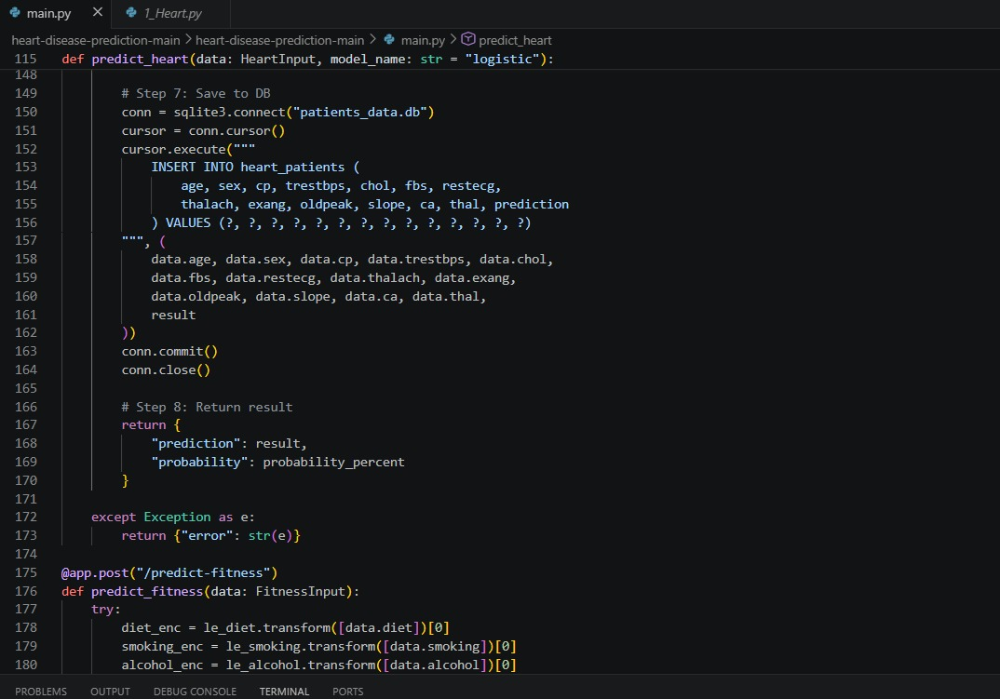 main.py × 1_Heart.py
heart-disease-prediction-main > heart-disease-prediction-main > main.py > predict_heart
115 def predict_heart(data: HeartInput, model_name: str = "logistic"):
148
149 # Step 7: Save to DB
150 conn = sqlite3.connect("patients_data.db")
151 cursor = conn.cursor()
152 cursor.execute("""
153 INSERT INTO heart_patients (
154 age, sex, cp, trestbps, chol, fbs, restecg,
155 thalach, exang, oldpeak, slope, ca, thal, prediction
156 ) VALUES (?, ?, ?, ?, ?, ?, ?, ?, ?, ?, ?, ?, ?, ?)
157 """, (
158 data.age, data.sex, data.cp, data.trestbps, data.chol,
159 data.fbs, data.restecg, data.thalach, data.exang,
160 data.oldpeak, data.slope, data.ca, data.thal,
161 result
162 ))
163 conn.commit()
164 conn.close()
165
166 # Step 8: Return result
167 return {
168 "prediction": result,
169 "probability": probability_percent
170 }
171
172 except Exception as e:
173 return {"error": str(e)}
174
175 @app.post("/predict-fitness")
176 def predict_fitness(data: FitnessInput):
177 try:
178 diet_enc = le_diet.transform([data.diet])[0]
179 smoking_enc = le_smoking.transform([data.smoking])[0]
180 alcohol_enc = le_alcohol.transform([data.alcohol])[0]
PROBLEMS OUTPUT DEBUG CONSOLE TERMINAL PORTS